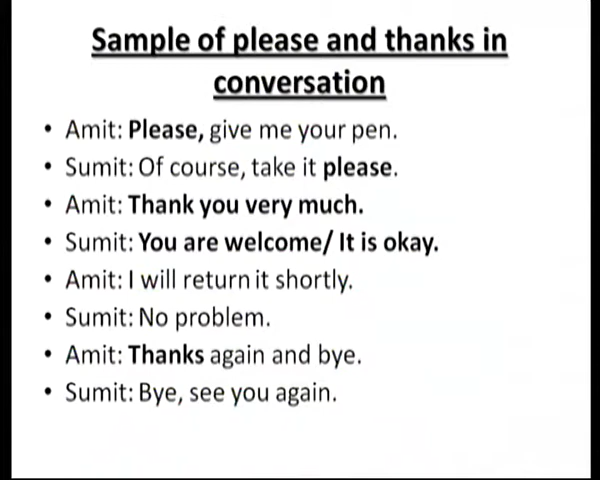 Sample of please and thanks in
conversation
• Amit: Please, give me your pen.
• Sumit: Of course, take it please.
• Amit: Thank you very much.
• Sumit: You are welcome/ It is okay.
• Amit: I will return it shortly.
• Sumit: No problem.
• Amit: Thanks again and bye.
• Sumit: Bye, see you again.